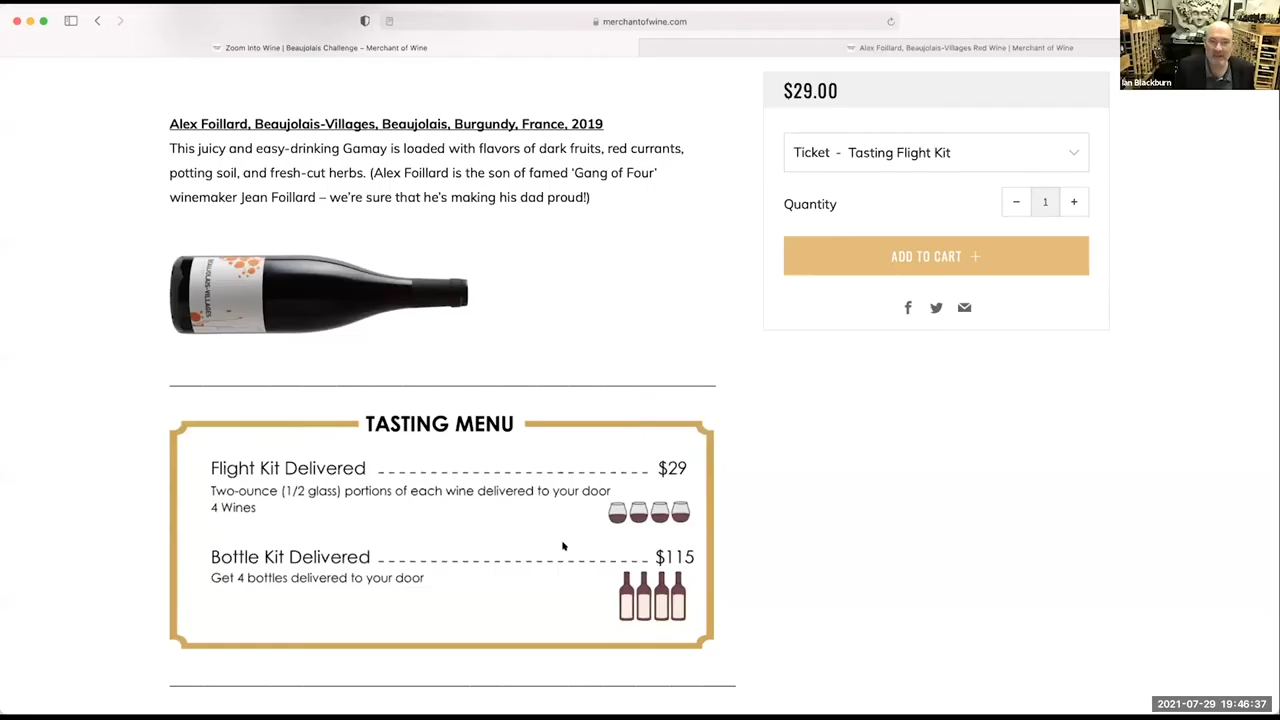 merchantofwine.com
Zoom Into Wine | Beaujolais Challenge – Merchant of Wine
Alex Foillard, Beaujolais-Villages Red Wine | Merchant of Wine
Ian Blackburn
$29.00
Alex Foillard, Beaujolais-Villages, Beaujolais, Burgundy, France, 2019
This juicy and easy-drinking Gamay is loaded with flavors of dark fruits, red currants,
potting soil, and fresh-cut herbs. (Alex Foillard is the son of famed ‘Gang of Four’
winemaker Jean Foillard – we’re sure that he’s making his dad proud!)
Ticket - Tasting Flight Kit
Quantity
− 1 +
ADD TO CART +
BEAUJOLAIS-VILLAGES
TASTING MENU
Flight Kit Delivered $29
Two-ounce (1/2 glass) portions of each wine delivered to your door
4 Wines
Bottle Kit Delivered $115
Get 4 bottles delivered to your door
2021-07-29 19:46:37